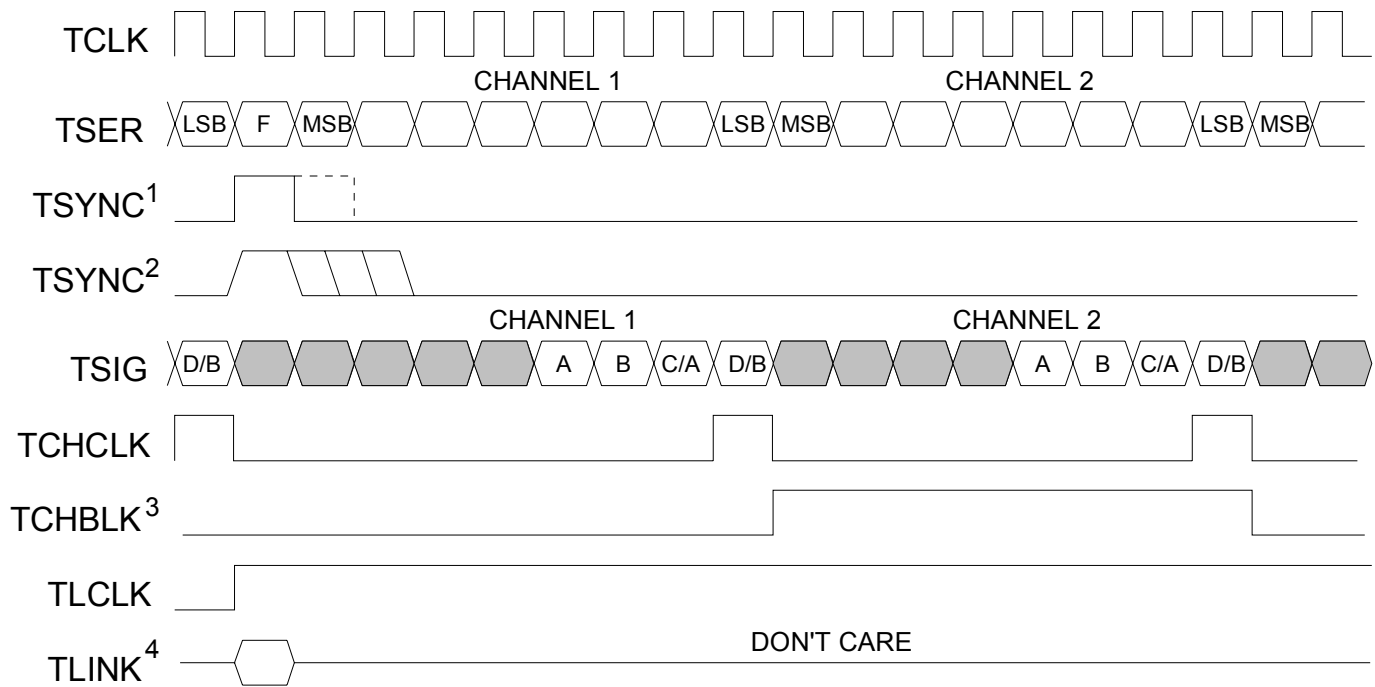 TCLK
CHANNEL 1 CHANNEL 2
TSER LSB F MSB LSB MSB LSB MSB
TSYNC1
TSYNC2
CHANNEL 1 CHANNEL 2
TSIG D/B A B C/A D/B A B C/A D/B
TCHCLK
TCHBLK3
TLCLK
DON'T CARE
TLINK4